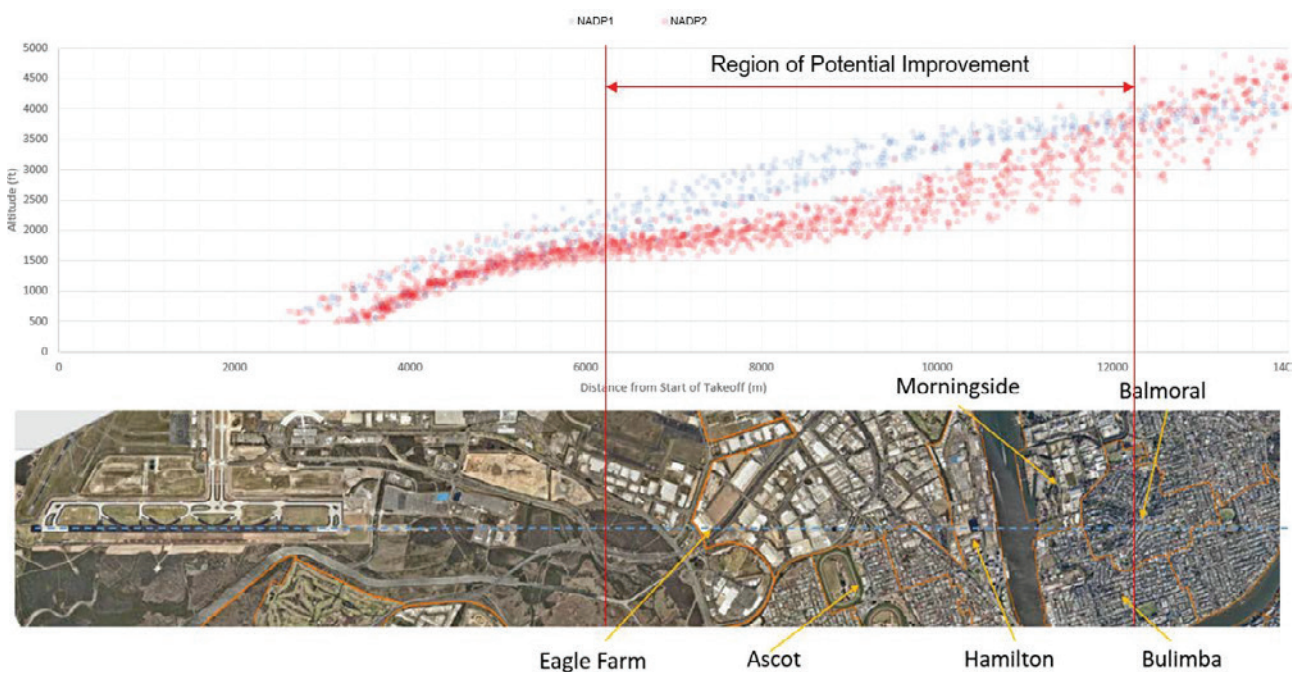 NADP1 NADP2
Region of Potential Improvement
5000
4500
4000
3500
3000
2500
2000
1500
1000
500
0
Altitude (ft)
0 2000 4000 6000 8000 10000 12000 14C
Distance from Start of Takeoff (m)
Morningside
Balmoral
Eagle Farm
Ascot
Hamilton
Bulimba